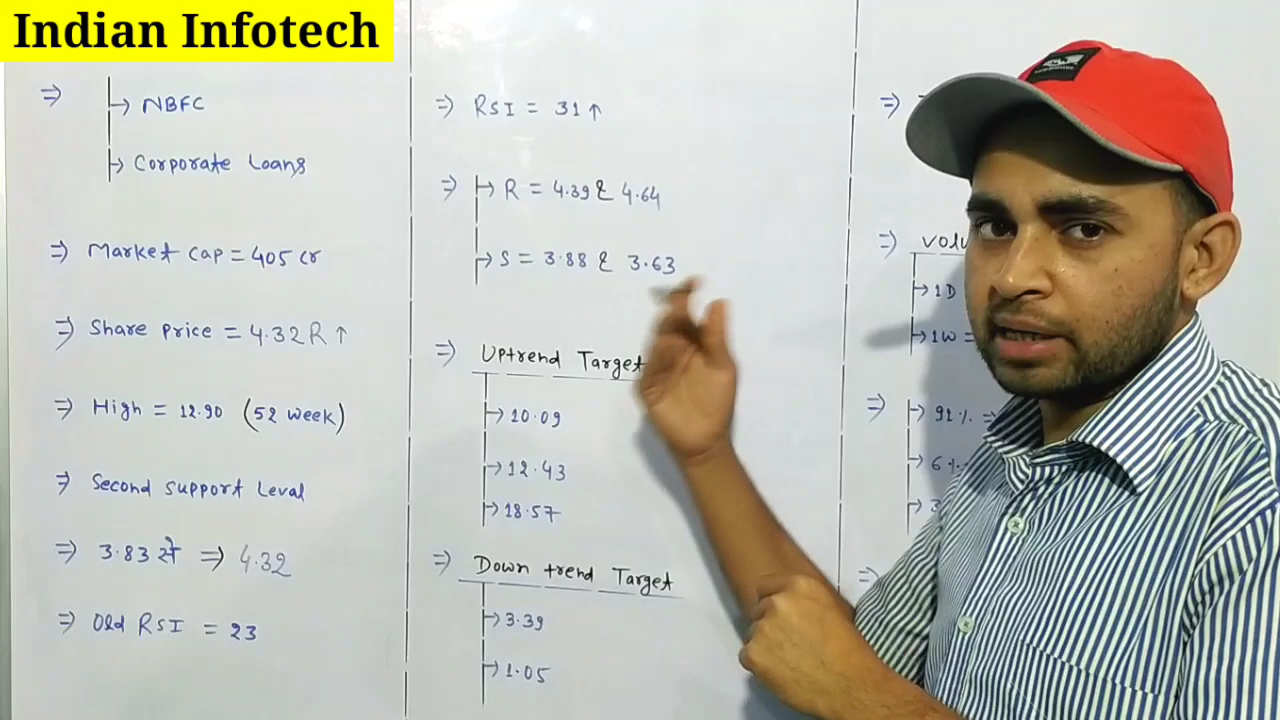 Indian Infotech
=> NBFC
Corporate Loans
=> Market cap = 405 cr
=> Share price = 4.32 R ↑
=> High = 12.90 (52 week)
=> Second support Leval
=> 3.83 से => 4.32
=> Old RSI = 23
=> RSI = 31 ↑
=> R = 4.39 & 4.64
S = 3.88 & 3.63
=> Uptrend Target
10.09
12.43
18.57
=> Down trend Target
3.39
1.05
=>
=>
1D
1W =
=> 91% =>
6%
3
=>